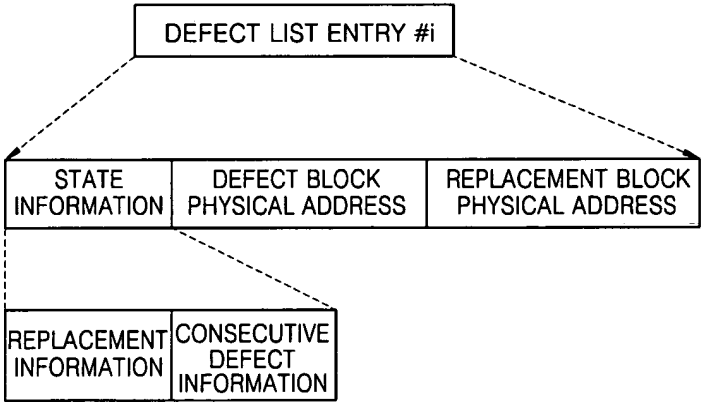 DEFECT LIST ENTRY #i
STATE
INFORMATION
DEFECT BLOCK
PHYSICAL ADDRESS
REPLACEMENT BLOCK
PHYSICAL ADDRESS
REPLACEMENT
INFORMATION
CONSECUTIVE
DEFECT
INFORMATION